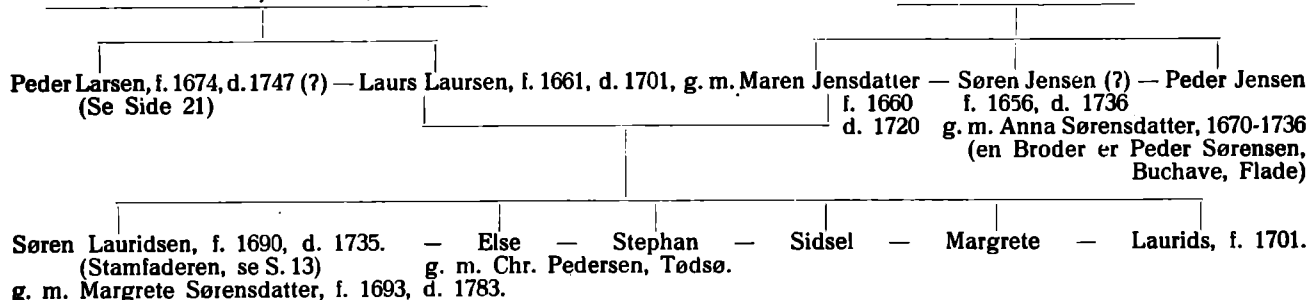 Peder Larsen, f. 1674, d. 1747 (?) — Laurs Laursen, f. 1661, d. 1701, g. m. Maren Jensdatter — Søren Jensen (?) — Peder Jensen
(Se Side 21) f. 1660 f. 1656, d. 1736
d. 1720 g. m. Anna Sørensdatter, 1670-1736
(en Broder er Peder Sørensen,
Buchave, Flade)
Søren Lauridsen, f. 1690, d. 1735. — Else — Stephan — Sidsel — Margrete — Laurids, f. 1701.
(Stamfaderen, se S. 13) g. m. Chr. Pedersen, Tødsø.
g. m. Margrete Sørensdatter, f. 1693, d. 1783.